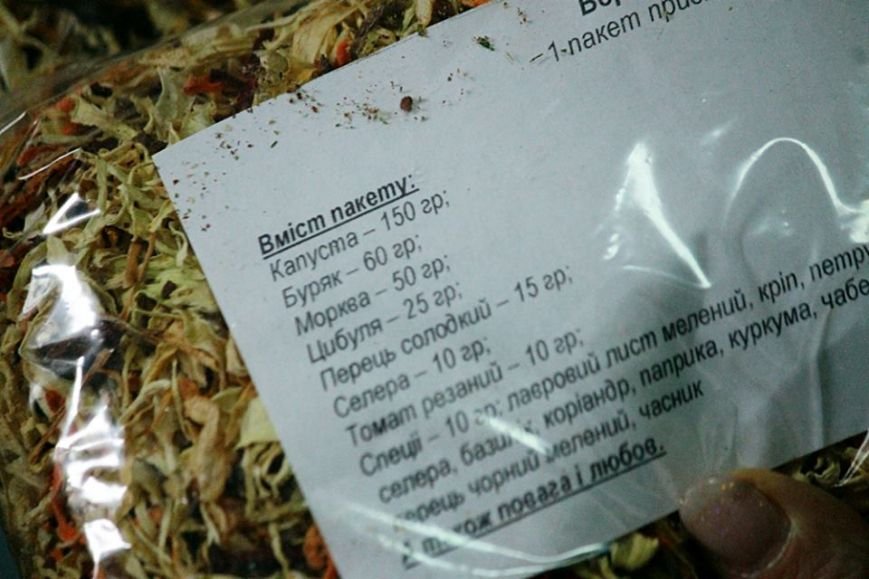 –1-пакет
Вміст пакету:
Капуста – 150 гр;
Буряк – 60 гр;
Морква – 50 гр;
Цибуля – 25 гр;
Перець солодкий – 15 гр;
Селера – 10 гр;
Томат резаний – 10 гр;
Спеції – 10 гр; лавровий лист мелений, кріп,
селера, базилік, коріандр, паприка, куркума,
перець чорний мелений, часник
А також повага і любов.